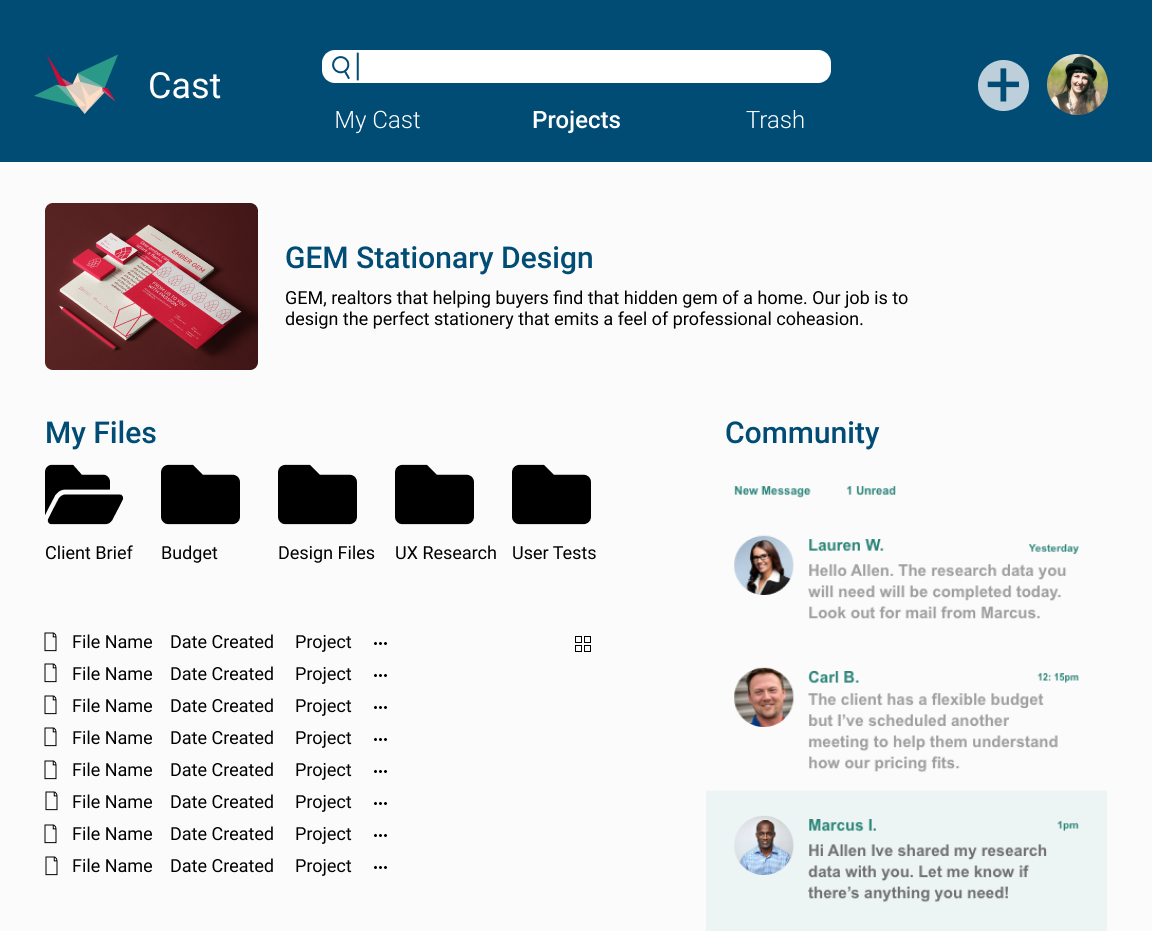 Cast
My Cast
Projects
Trash
EMBER GEM
GEM Stationary Design
GEM, realtors that helping buyers find that hidden gem of a home. Our job is to
design the perfect stationery that emits a feel of professional coheasion.
My Files
Client Brief
Budget
Design Files
UX Research
User Tests
File Name Date Created Project ...
File Name Date Created Project ...
File Name Date Created Project ...
File Name Date Created Project ...
File Name Date Created Project ...
File Name Date Created Project ...
File Name Date Created Project ...
File Name Date Created Project ...
Community
New Message 1 Unread
Lauren W. Yesterday
Hello Allen. The research data you
will need will be completed today.
Look out for mail from Marcus.
Carl B. 12: 15pm
The client has a flexible budget
but I’ve scheduled another
meeting to help them understand
how our pricing fits.
Marcus I. 1pm
Hi Allen Ive shared my research
data with you. Let me know if
there’s anything you need!